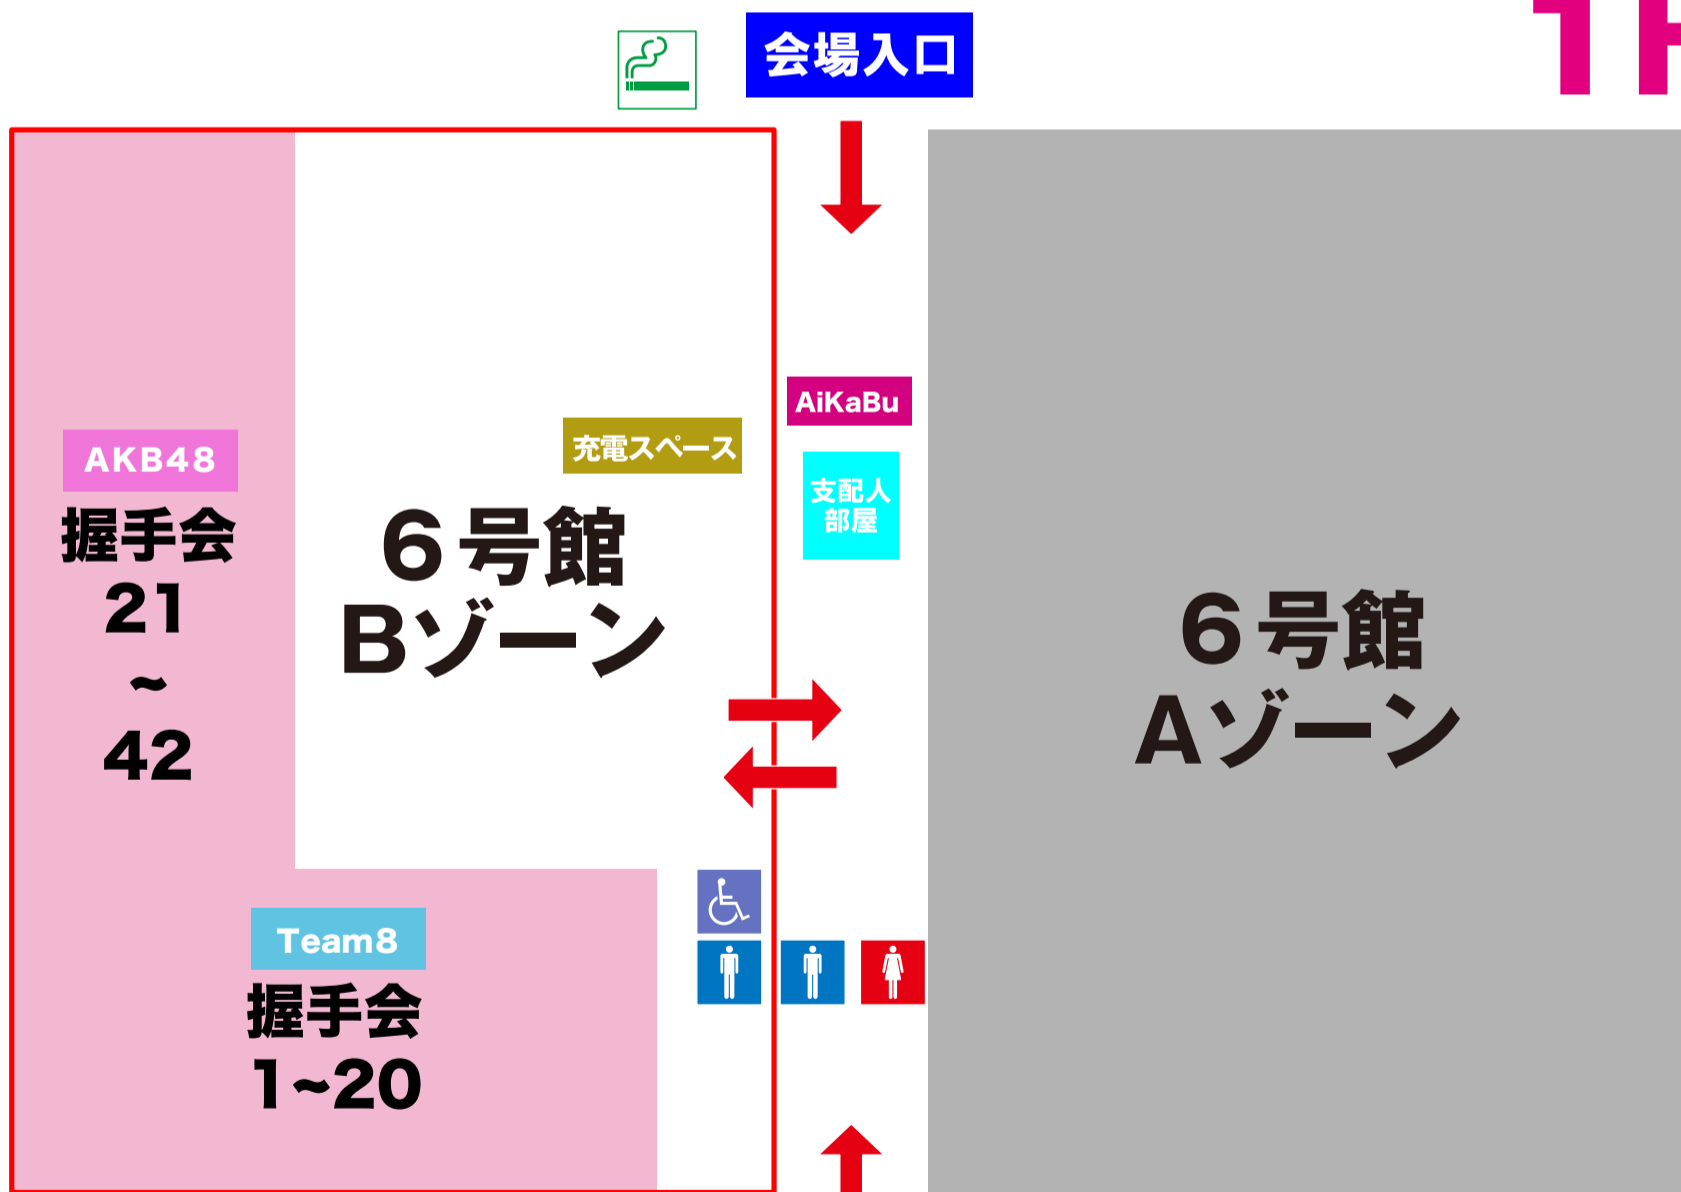 会場入口
AiKaBu
充電スペース
支配人
部屋
AKB48
握手会
21
~
42
6号館
Bゾーン
6号館
Aゾーン
Team8
握手会
1~20